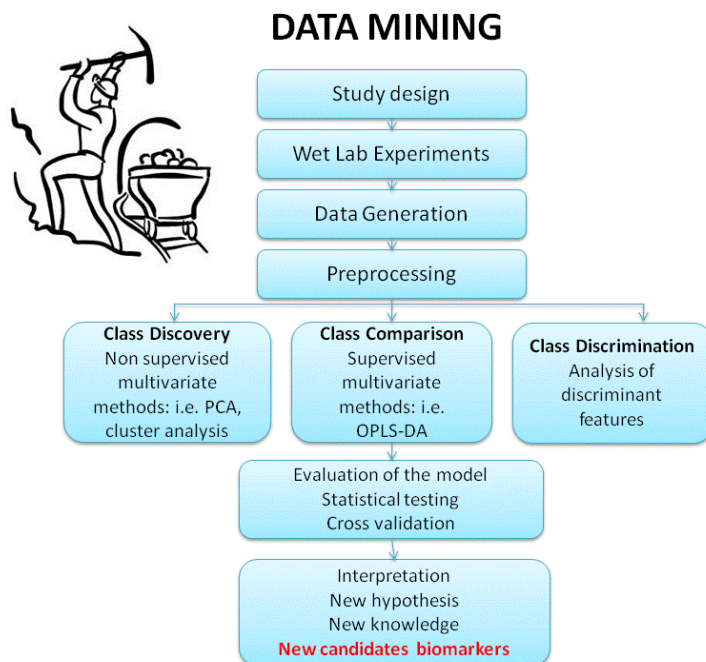 DATA MINING
Study design
Wet Lab Experiments
Data Generation
Preprocessing
Class Discovery
Non supervised
multivariate
methods: i.e. PCA,
cluster analysis
Class Comparison
Supervised
multivariate
methods: i.e.
OPLS-DA
Class Discrimination
Analysis of
discriminant
features
Evaluation of the model
Statistical testing
Cross validation
Interpretation
New hypothesis
New knowledge
New candidates biomarkers